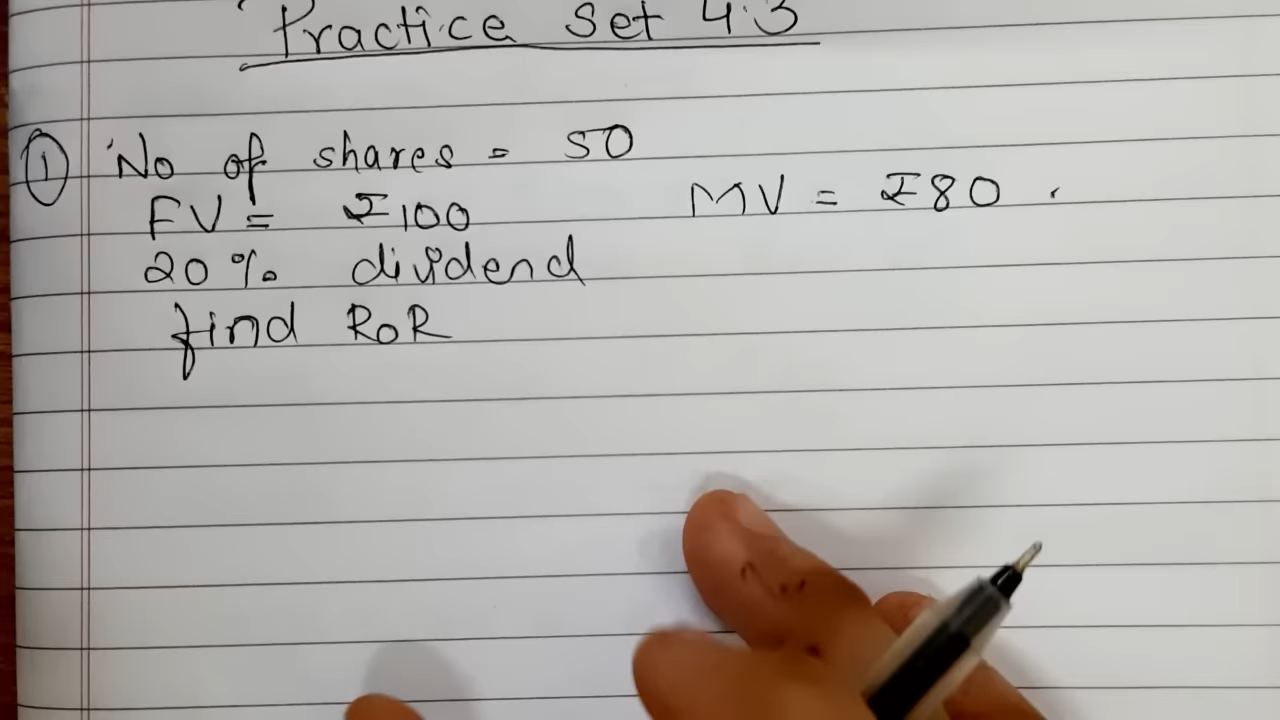 Practice Set 4.3
① No of shares = 50
FV = ₹100 MV = ₹80 .
20% dividend
find RoR